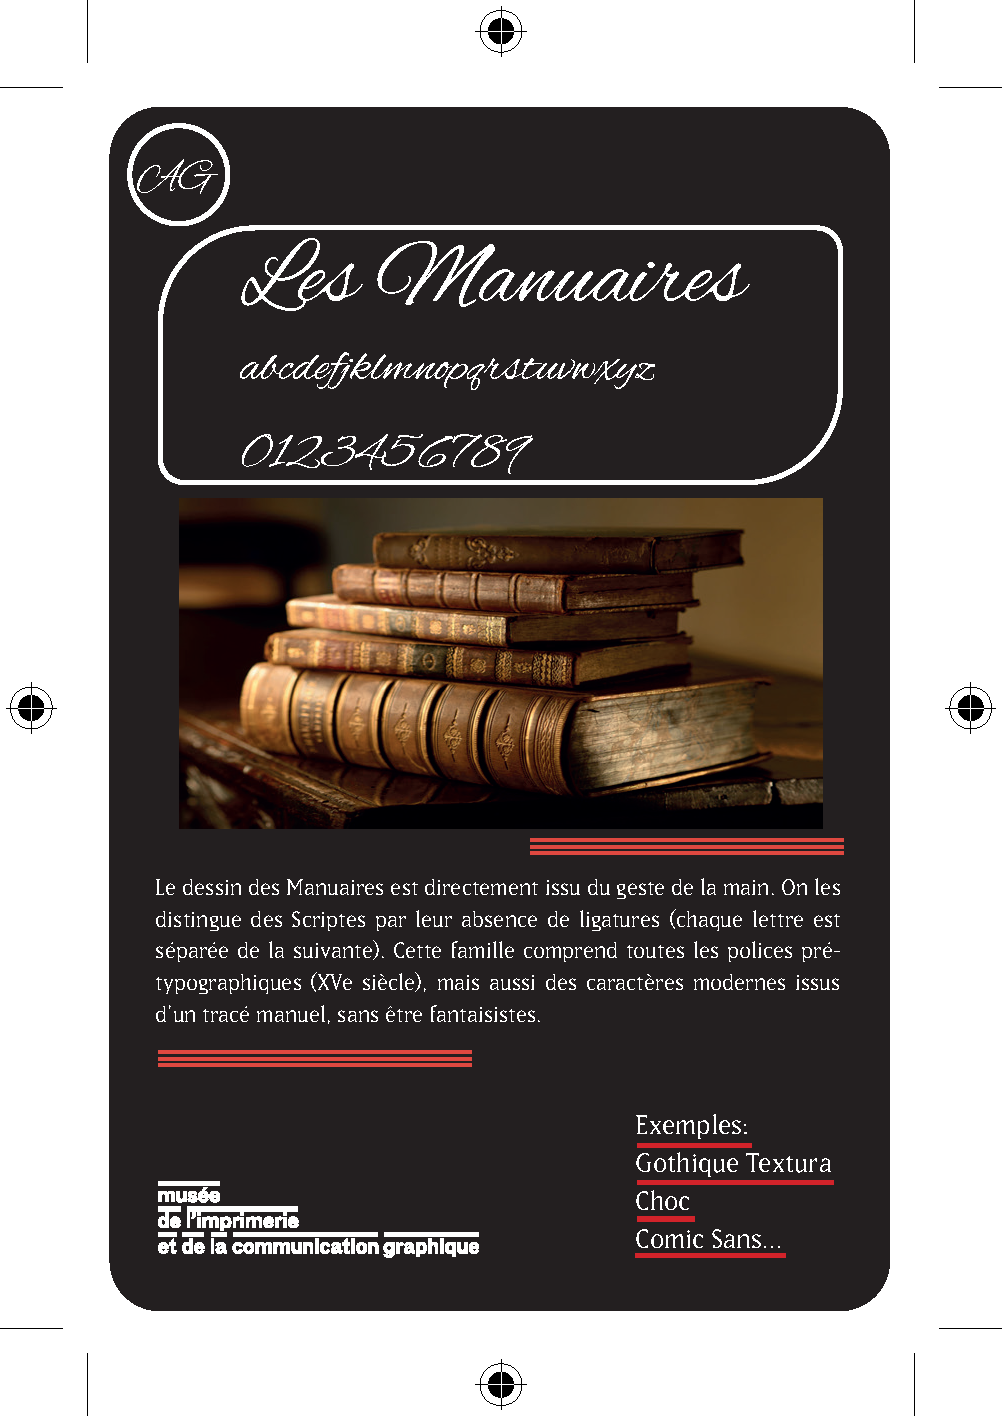 AG
Les Manuaires
abcdefjklmnopqrstuvwxyz
0123456789
Le dessin des Manuaires est directement issu du geste de la main. On les
distingue des Scriptes par leur absence de ligatures (chaque lettre est
séparée de la suivante). Cette famille comprend toutes les polices pré-
typographiques (XVe siècle), mais aussi des caractères modernes issus
d'un tracé manuel, sans être fantaisistes.
Exemples:
Gothique Textura
Choc
Comic Sans...
musée
de l'imprimerie
et de la communication graphique